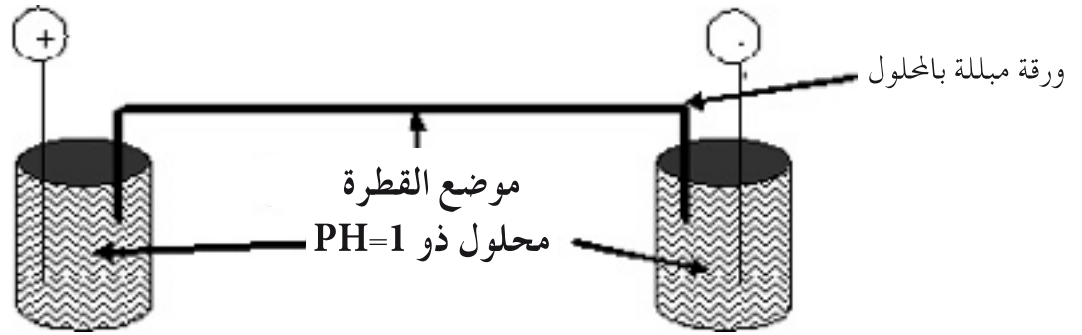 +
-
ورقة مبللة بالمحلول
موضع القطرة
محلول ذو PH=1